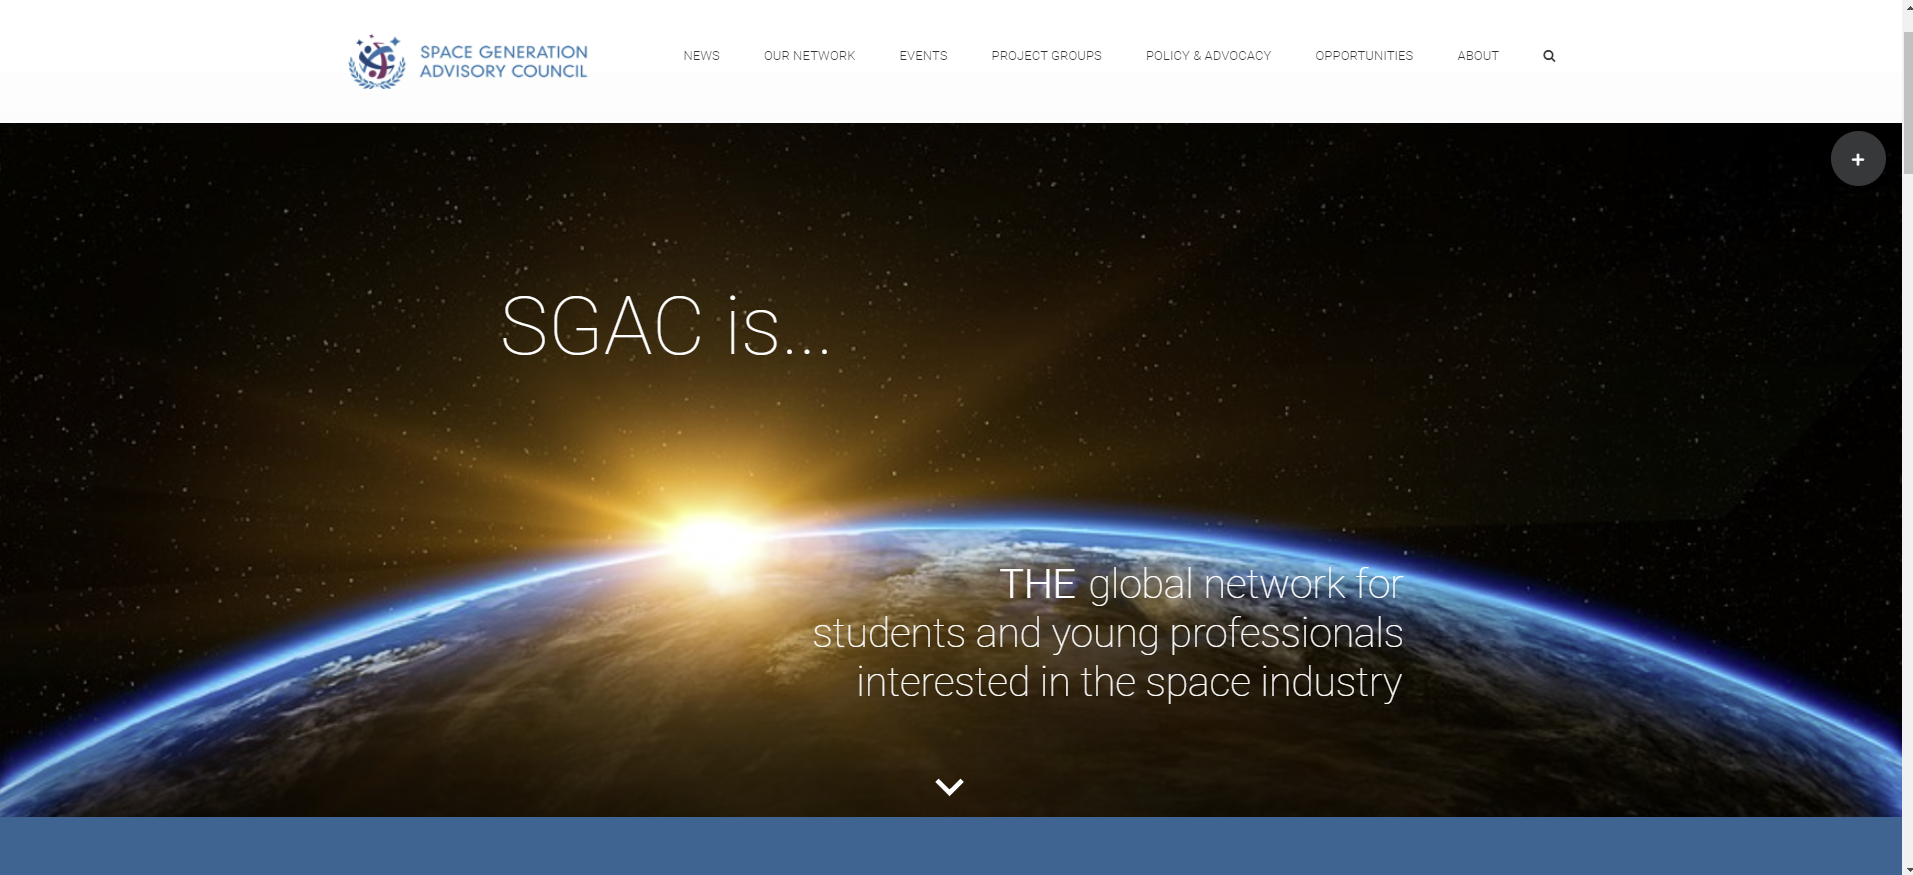 SPACE GENERATION
ADVISORY COUNCIL
NEWS OUR NETWORK EVENTS PROJECT GROUPS POLICY & ADVOCACY OPPORTUNITIES ABOUT
+
SGAC is...
THE global network for
students and young professionals
interested in the space industry